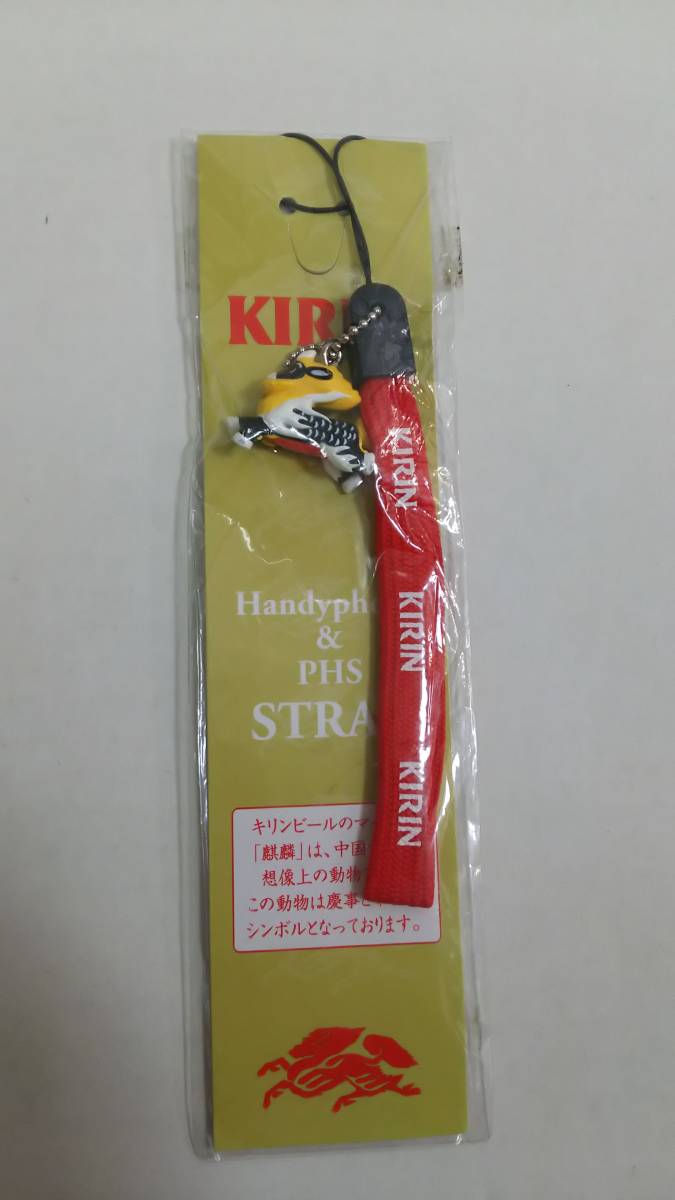 KIRI
KIRIN
KIRIN
KIRIN
Handypho
&
PHS
STRA
キリンビールのマ
「麒麟」は、中国
想像上の動物
この動物は慶事と
シンボルとなっております。